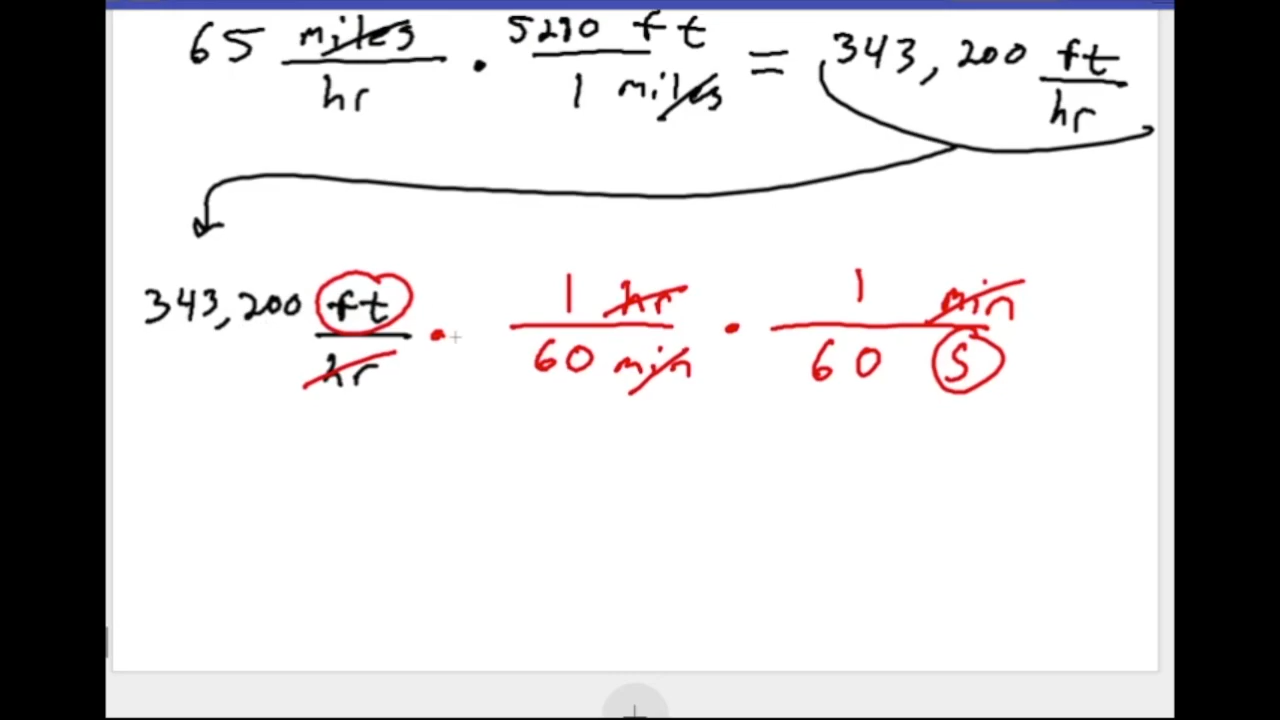 65 miles/hr · 5280 ft/1 miles = 343,200 ft/hr
343,200 ft/hr · 1 hr/60 min · 1 min/60 s